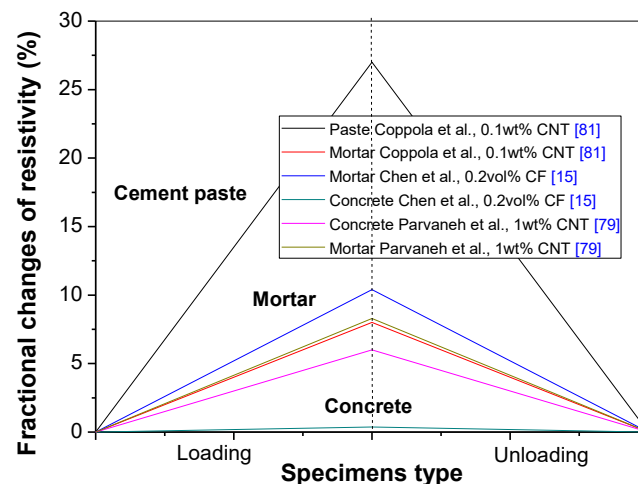 Fractional changes of resistivity (%)
30
25
20
15
10
5
0
Paste Coppola et al., 0.1wt% CNT [81]
Mortar Coppola et al., 0.1wt% CNT [81]
Mortar Chen et al., 0.2vol% CF [15]
Concrete Chen et al., 0.2vol% CF [15]
Concrete Parvaneh et al., 1wt% CNT [79]
Mortar Parvaneh et al., 1wt% CNT [79]
Cement paste
Mortar
Concrete
Loading
Unloading
Specimens type